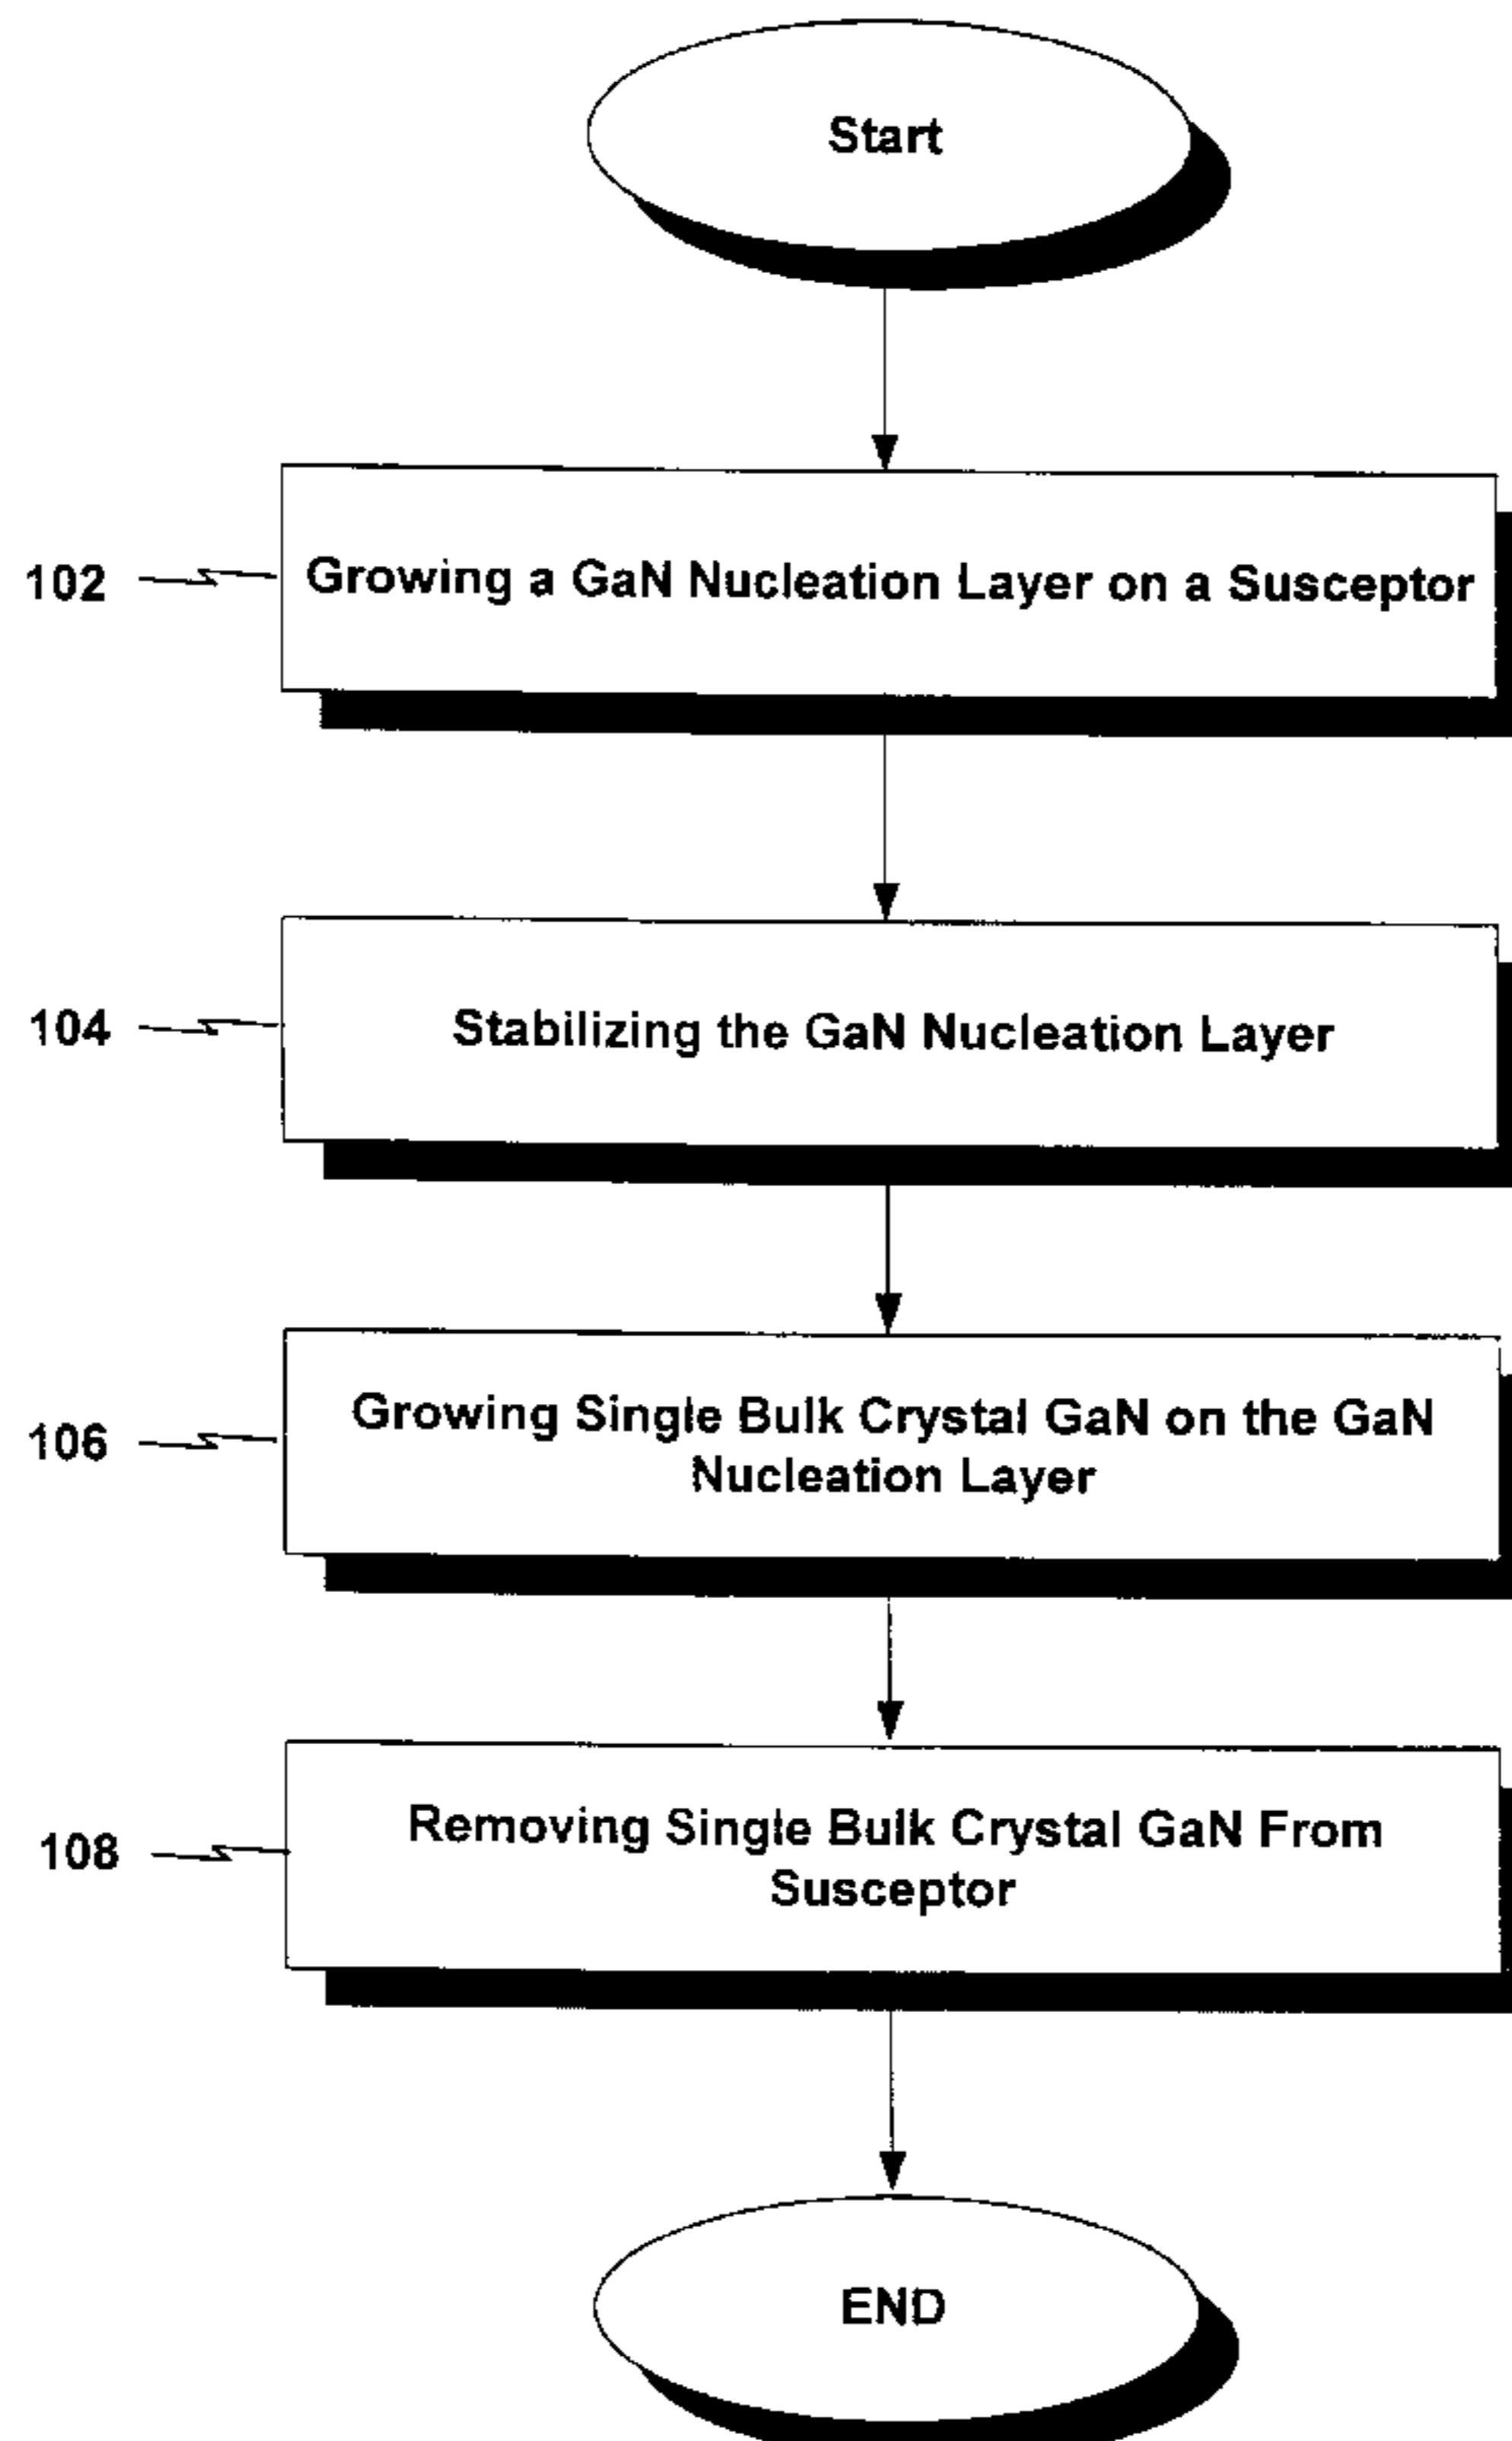 Start
102
Growing a GaN Nucleation Layer on a Susceptor
104
Stabilizing the GaN Nucleation Layer
106
Growing Single Bulk Crystal GaN on the GaN
Nucleation Layer
108
Removing Single Bulk Crystal GaN From
Susceptor
END